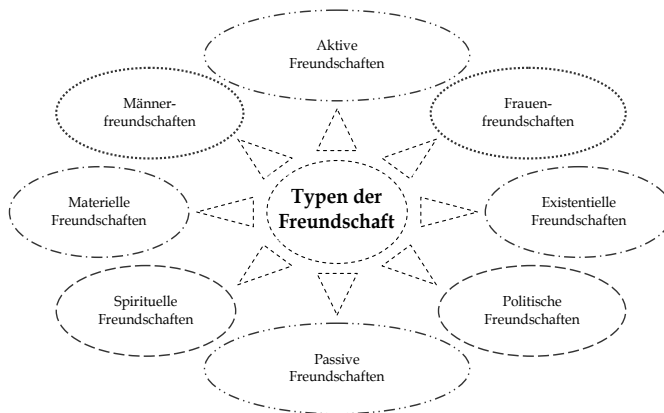 Aktive
Freundschaften
Männer-
freundschaften
Frauen-
freundschaften
Materielle
Freundschaften
Typen der
Freundschaft
Existentielle
Freundschaften
Spirituelle
Freundschaften
Politische
Freundschaften
Passive
Freundschaften